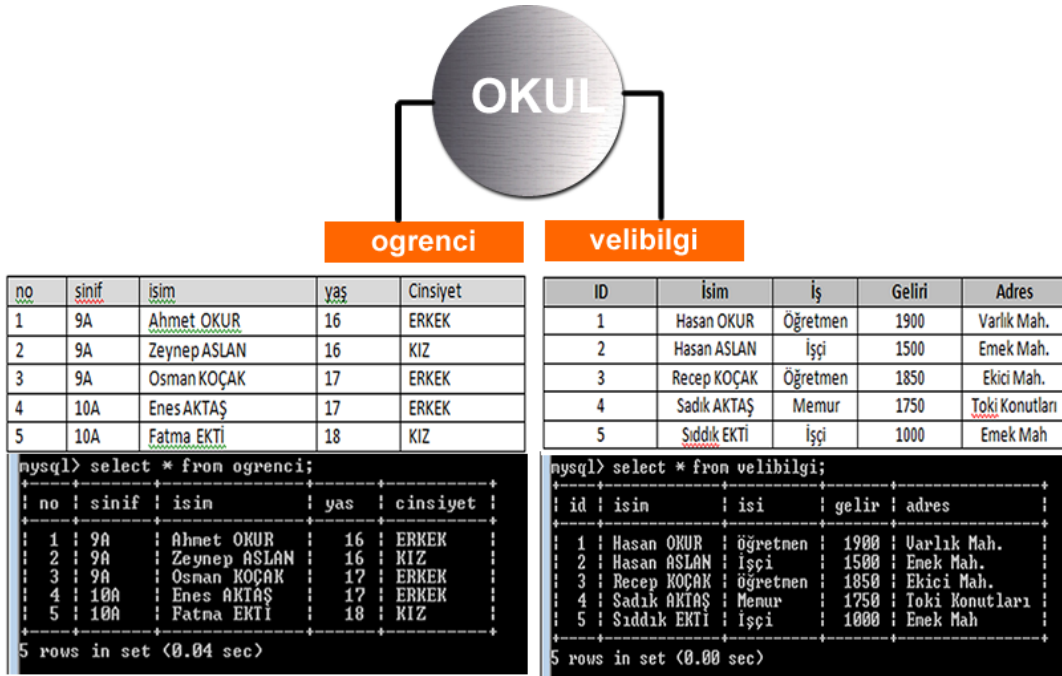 OKUL
ogrenci
velibilgi
no sinif isim yaş Cinsiyet
1 9A Ahmet OKUR 16 ERKEK
2 9A Zeynep ASLAN 16 KIZ
3 9A Osman KOÇAK 17 ERKEK
4 10A Enes AKTAŞ 17 ERKEK
5 10A Fatma EKTİ 18 KIZ
ID İsim İş Geliri Adres
1 Hasan OKUR Öğretmen 1900 Varlık Mah.
2 Hasan ASLAN İşçi 1500 Emek Mah.
3 Recep KOÇAK Öğretmen 1850 Ekici Mah.
4 Sadık AKTAŞ Memur 1750 Toki Konutları
5 Sıddık EKTİ İşçi 1000 Emek Mah
mysql> select * from ogrenci;
+----+-------+--------------+------+----------+
| no | sinif | isim | yas | cinsiyet |
+----+-------+--------------+------+----------+
| 1 | 9A | Ahmet OKUR | 16 | ERKEK
| 2 | 9A | Zeynep ASLAN | 16 | KIZ
| 3 | 9A | Osman KOÇAK | 17 | ERKEK
| 4 | 10A | Enes AKTAŞ | 17 | ERKEK
| 5 | 10A | Fatma EKTİ | 18 | KIZ
+----+-------+--------------+------+----------+
5 rows in set (0.04 sec)
mysql> select * from velibilgi;
+----+-------------+----------+-------+----------------+
| id | isim | isi | gelir | adres |
+----+-------------+----------+-------+----------------+
| 1 | Hasan OKUR | öğretmen | 1900 | Varlık Mah. |
| 2 | Hasan ASLAN | İşçi | 1500 | Emek Mah. |
| 3 | Recep KOÇAK | öğretmen | 1850 | Ekici Mah. |
| 4 | Sadık AKTAŞ | Memur | 1750 | Toki Konutları |
| 5 | Sıddık EKTİ | İşçi | 1000 | Emek Mah |
+----+-------------+----------+-------+----------------+
5 rows in set (0.00 sec)